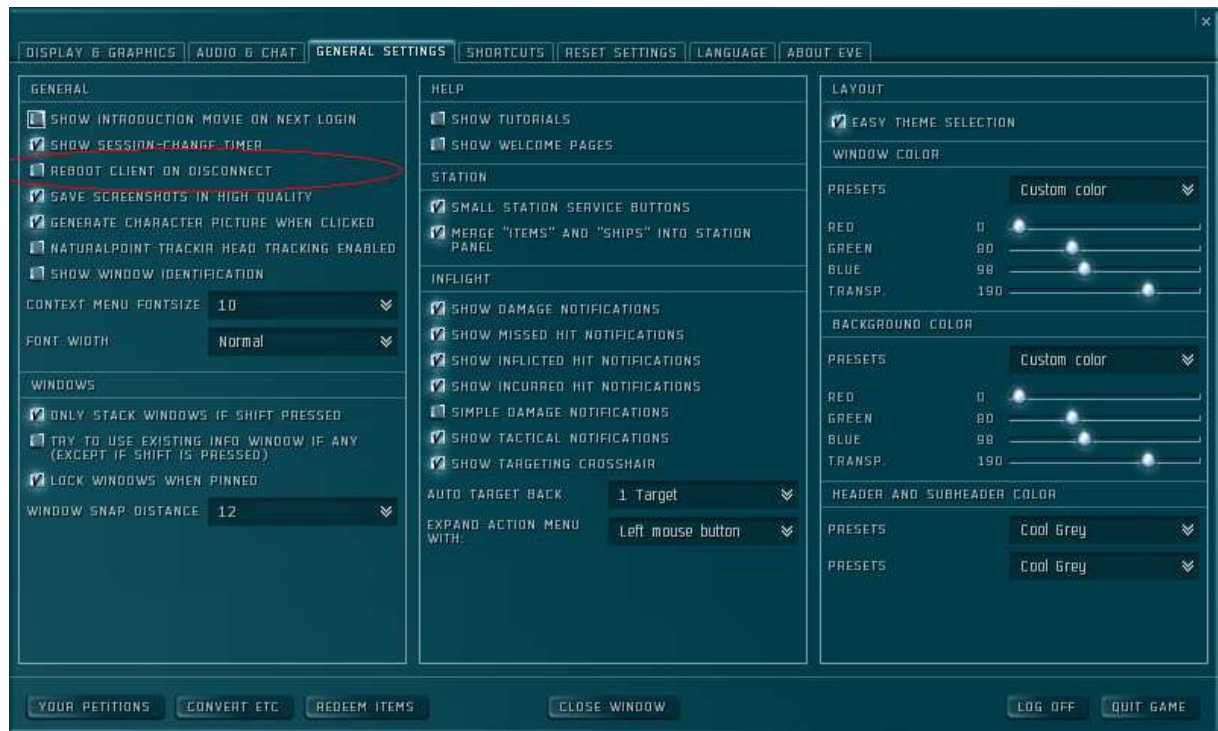 DISPLAY & GRAPHICS AUDIO & CHAT GENERAL SETTINGS SHORTCUTS RESET SETTINGS LANGUAGE ABOUT EVE
GENERAL
SHOW INTRODUCTION MOVIE ON NEXT LOGIN
SHOW SESSION-CHANGE TIMER
REBOOT CLIENT ON DISCONNECT
SAVE SCREENSHOTS IN HIGH QUALITY
GENERATE CHARACTER PICTURE WHEN CLICKED
NATURALPOINT TRACKIR HEAD TRACKING ENABLED
SHOW WINDOW IDENTIFICATION
CONTEXT MENU FONTSIZE 10
FONT WIDTH Normal
WINDOWS
ONLY STACK WINDOWS IF SHIFT PRESSED
TRY TO USE EXISTING INFO WINDOW IF ANY
(EXCEPT IF SHIFT IS PRESSED)
LOCK WINDOWS WHEN PINNED
WINDOW SNAP DISTANCE 12
HELP
SHOW TUTORIALS
SHOW WELCOME PAGES
STATION
SMALL STATION SERVICE BUTTONS
MERGE "ITEMS" AND "SHIPS" INTO STATION
PANEL
INFLIGHT
SHOW DAMAGE NOTIFICATIONS
SHOW MISSED HIT NOTIFICATIONS
SHOW INFLICTED HIT NOTIFICATIONS
SHOW INCURRED HIT NOTIFICATIONS
SIMPLE DAMAGE NOTIFICATIONS
SHOW TACTICAL NOTIFICATIONS
SHOW TARGETING CROSSHAIR
AUTO TARGET BACK 1 Target
EXPAND ACTION MENU
WITH: Left mouse button
LAYOUT
EASY THEME SELECTION
WINDOW COLOR
PRESETS Custom color
RED 0
GREEN 80
BLUE 98
TRANSP. 190
BACKGROUND COLOR
PRESETS Custom color
RED 0
GREEN 80
BLUE 98
TRANSP. 190
HEADER AND SUBHEADER COLOR
PRESETS Cool Grey
PRESETS Cool Grey
YOUR PETITIONS CONVERT ETC REDEEM ITEMS CLOSE WINDOW LOG OFF QUIT GAME